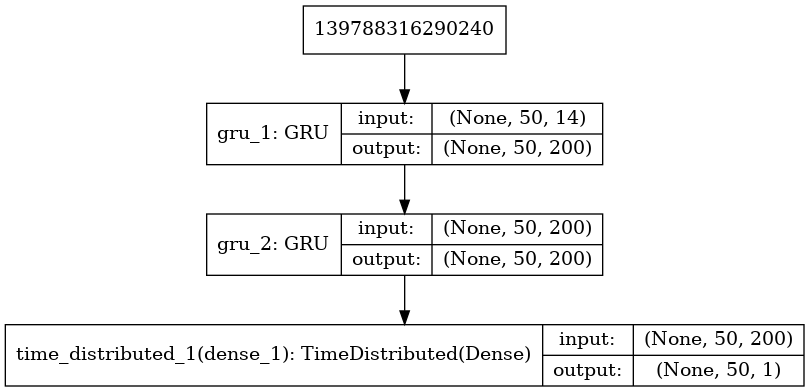 139788316290240
gru_1: GRU
input:
(None, 50, 14)
output:
(None, 50, 200)
gru_2: GRU
input:
(None, 50, 200)
output:
(None, 50, 200)
time_distributed_1(dense_1): TimeDistributed(Dense)
input:
(None, 50, 200)
output:
(None, 50, 1)